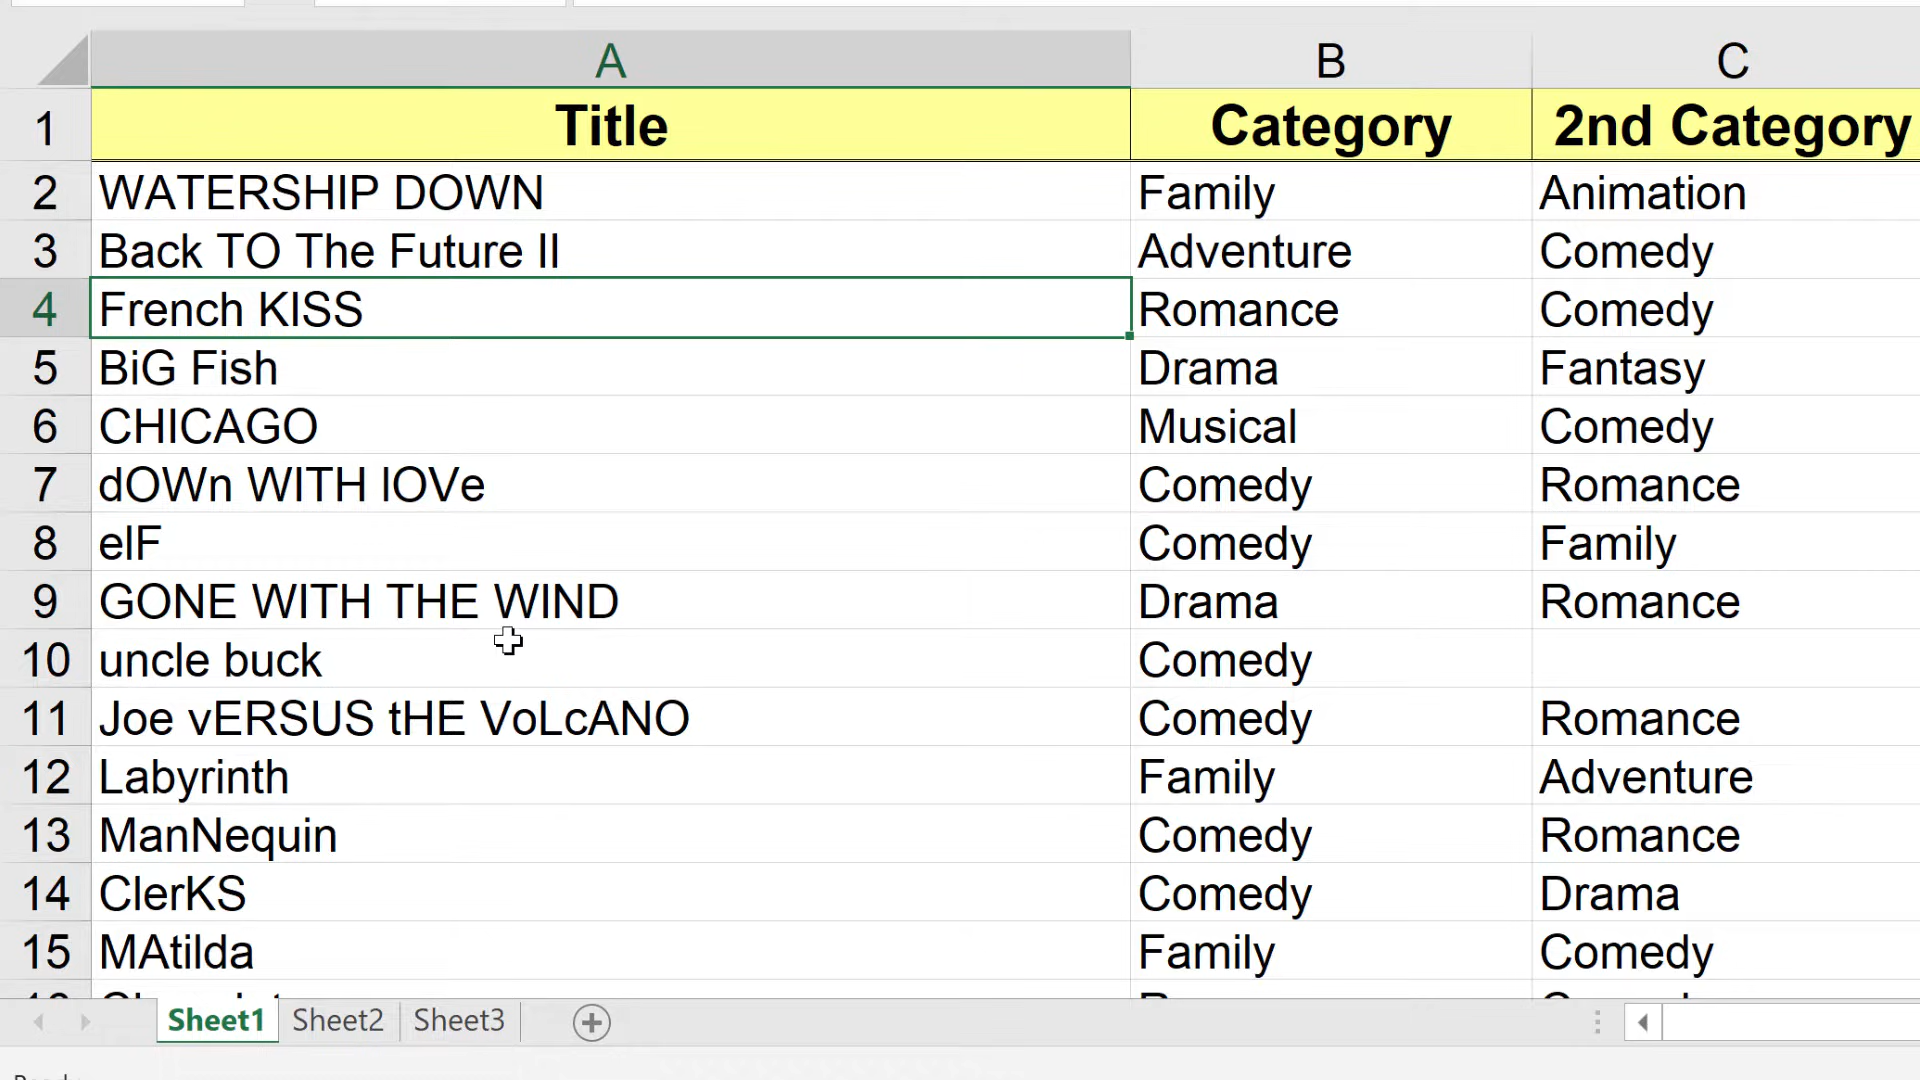 A B C
1 Title Category 2nd Category
2 WATERSHIP DOWN Family Animation
3 Back TO The Future II Adventure Comedy
4 French KISS Romance Comedy
5 BiG Fish Drama Fantasy
6 CHICAGO Musical Comedy
7 dOWn WITH lOVe Comedy Romance
8 elF Comedy Family
9 GONE WITH THE WIND Drama Romance
10 uncle buck Comedy
11 Joe vERSUS tHE VoLcANO Comedy Romance
12 Labyrinth Family Adventure
13 ManNequin Comedy Romance
14 ClerKS Comedy Drama
15 MAtilda Family Comedy
Sheet1 Sheet2 Sheet3